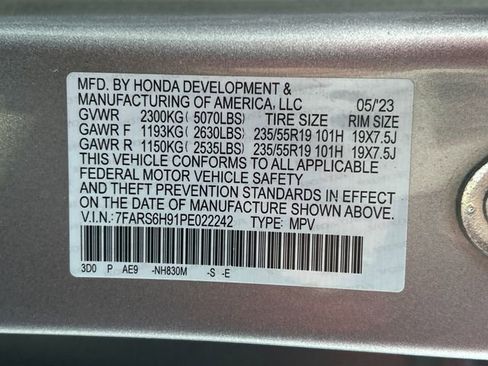 MFD. BY HONDA DEVELOPMENT &
MANUFACTURING OF AMERICA, LLC 05/'23
GVWR 2300KG( 5070LBS) TIRE SIZE RIM SIZE
GAWR F 1193KG( 2630LBS) 235/55R19 101H 19X7.5J
GAWR R 1150KG( 2535LBS) 235/55R19 101H 19X7.5J
THIS VEHICLE CONFORMS TO ALL APPLICABLE
FEDERAL MOTOR VEHICLE SAFETY
AND THEFT PREVENTION STANDARDS IN EFFECT
ON THE DATE OF MANUFACTURE SHOWN ABOVE.
V.I.N.:7FARS6H91PE022242 TYPE: MPV
3D0 P AE9 -NH830M -S -E